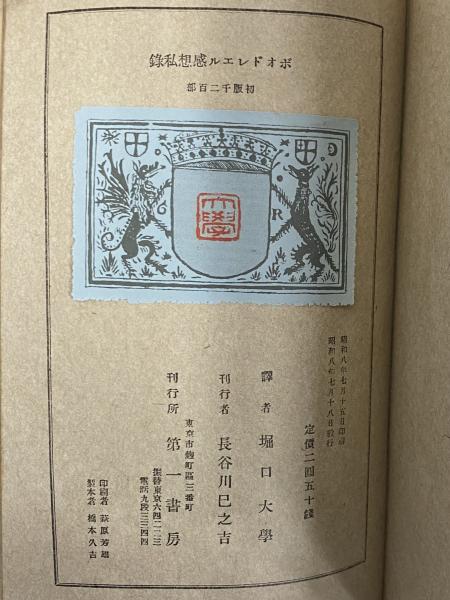 ボオドレエル感想私錄
初版千二百部
G
R
大學
昭和八年七月十五日印刷
昭和八年七月十八日發行
定價二圓五十錢
譯者 堀口大學
刊行者 長谷川巳之吉
東京市麴町區三番町
刊行所 第一書房
振替東京六四二二三
電話九段三三四四
印刷者 萩原芳雄
製本者 橋本久吉